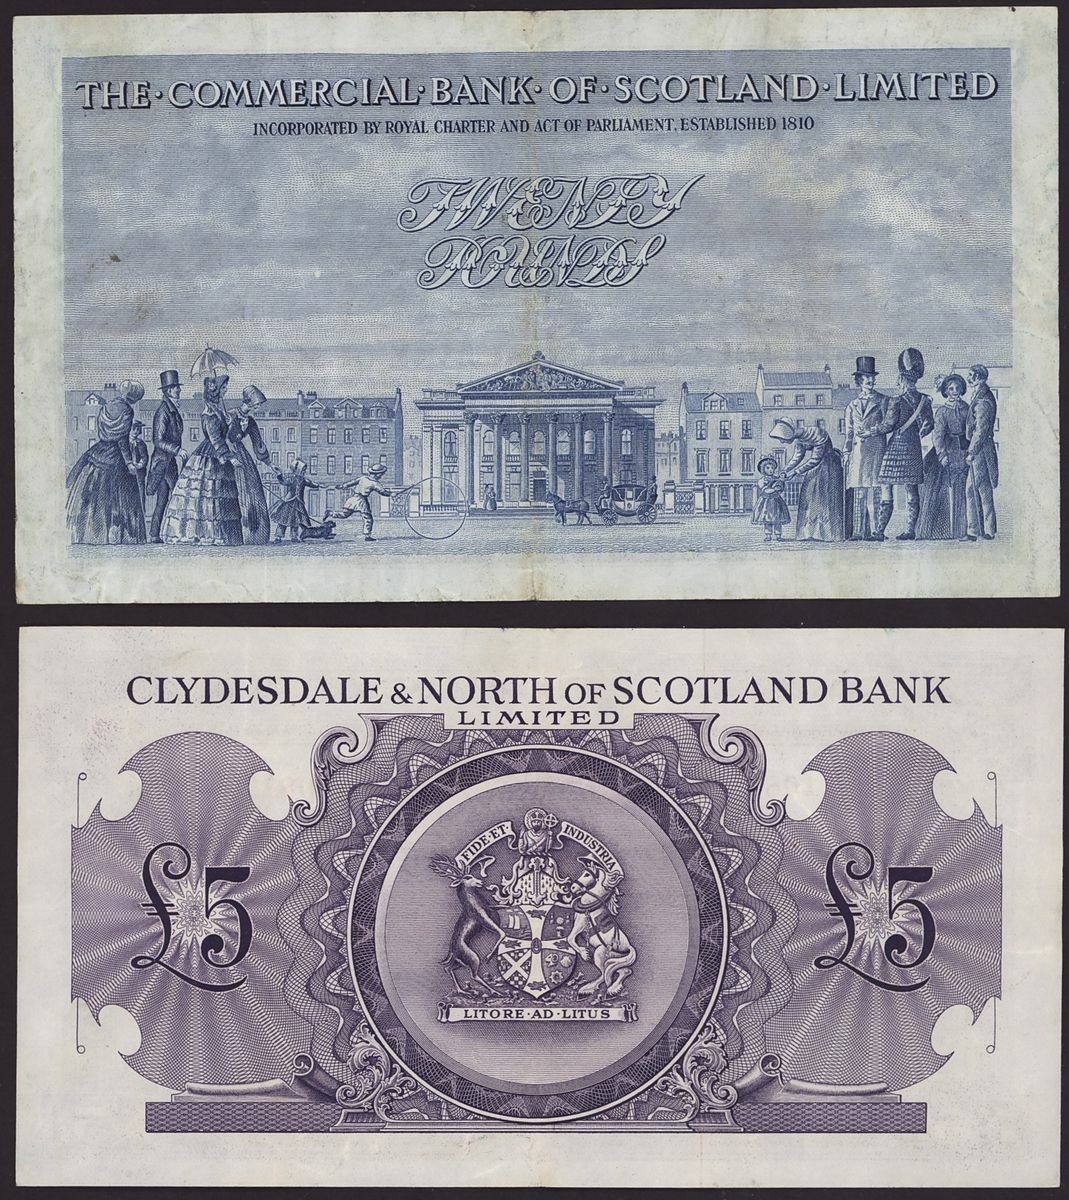 THE·COMMERCIAL·BANK·OF·SCOTLAND·LIMITED
INCORPORATED BY ROYAL CHARTER AND ACT OF PARLIAMENT, ESTABLISHED 1810
TWENTY
POUNDS
CLYDESDALE & NORTH OF SCOTLAND BANK
LIMITED
FIDE·ET·INDUSTRIA
£5 £5
LITORE·AD·LITUS